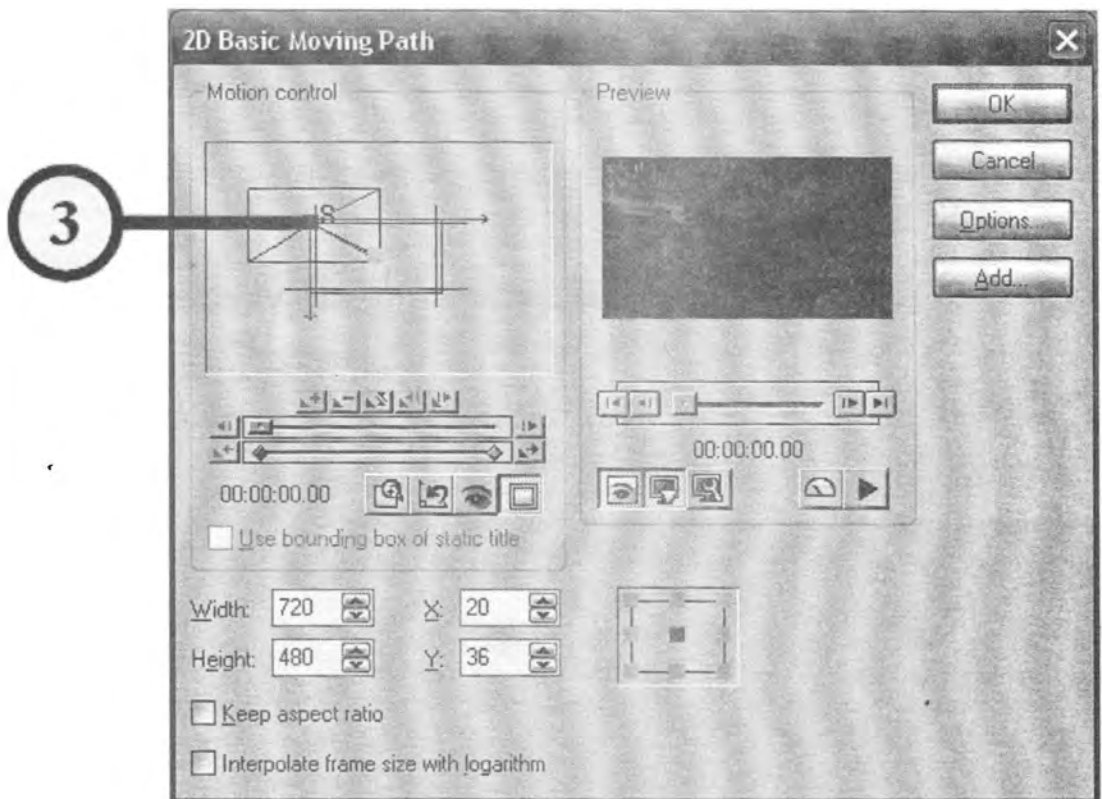 2D Basic Moving Path
Motion control
Preview
OK
Cancel
Options...
Add...
3
S
00:00:00.00
00:00:00.00
Use bounding box of static title
Width: 720
X: 20
Height: 480
Y: 36
Keep aspect ratio
Interpolate frame size with logarithm